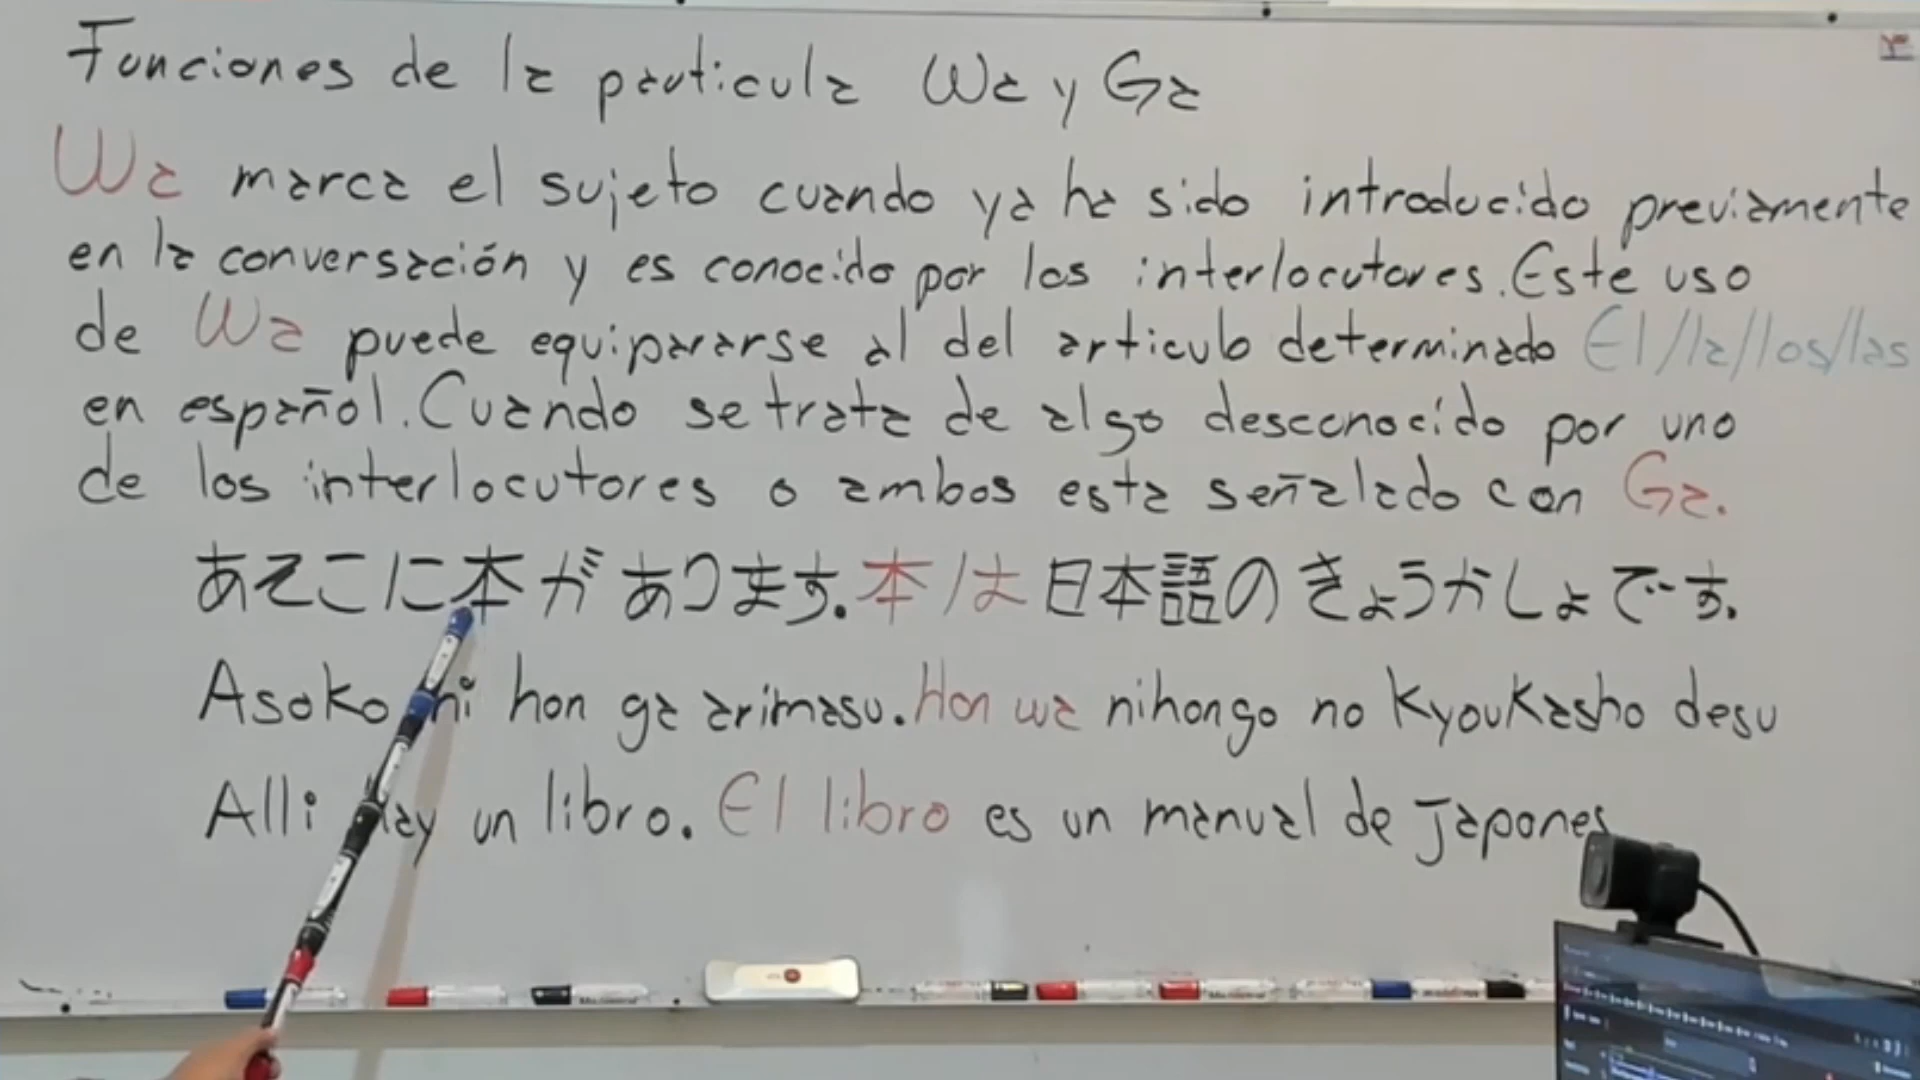 Funciones de la particula Wa y Ga
Wa marca el sujeto cuando ya ha sido introducido previamente
en la conversación y es conocido por los interlocutores. Este uso
de Wa puede equipararse al del articulo determinado El/la/los/las
en español. Cuando se trata de algo desconocido por uno
de los interlocutores o ambos esta señalado con Ga.
あそこに本があります。本は日本語のきょうかしょです。
Asoko ni hon ga arimasu. Hon wa nihongo no Kyoukasho desu
Alli hay un libro. El libro es un manual de japones